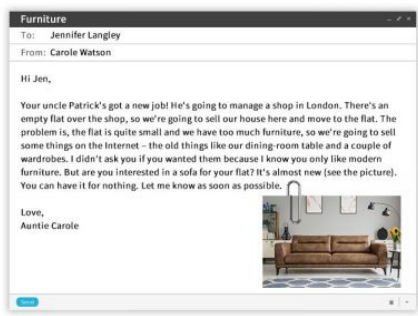 Furniture
To: Jennifer Langley
From: Carole Watson
Hi Jen,
Your uncle Patrick's got a new job! He's going to manage a shop in London. There's an
empty flat over the shop, so we're going to sell our house here and move to the flat. The
problem is, the flat is quite small and we have too much furniture, so we're going to sell
some things on the Internet – the old things like our dining-room table and a couple of
wardrobes. I didn't ask you if you wanted them because I know you only like modern
furniture. But are you interested in a sofa for your flat? It's almost new (see the picture).
You can have it for nothing. Let me know as soon as possible.
Love,
Auntie Carole
Send